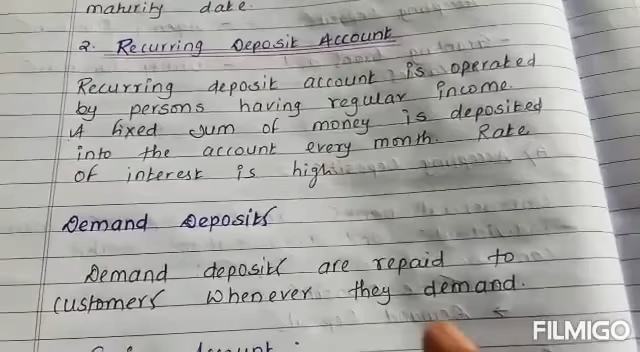 maturity date.
2. Recurring Deposit Account
Recurring deposit account is operated
by persons having regular income.
A fixed sum of money is deposited
into the account every month. Rate
of interest is high
Demand Deposits
Demand deposits are repaid to
customers whenever they demand.
Account
FILMIGO